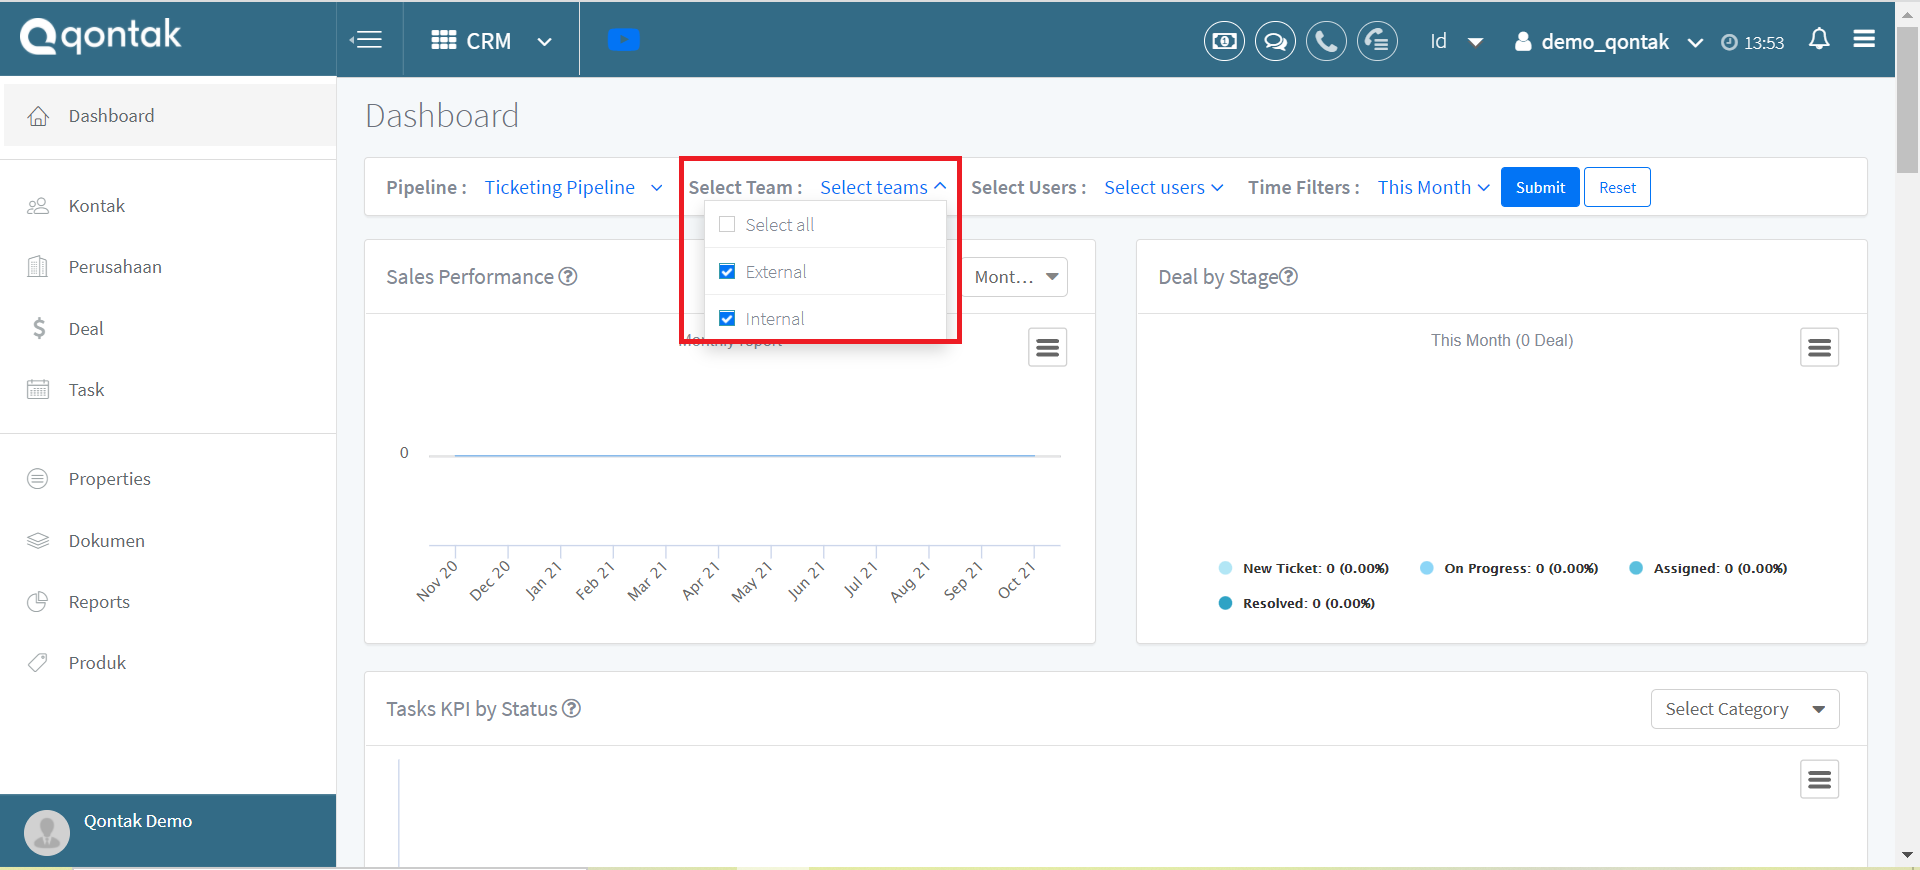 qontak
CRM
Id
demo_qontak
13:53
Dashboard
Kontak
Perusahaan
Deal
Task
Properties
Dokumen
Reports
Produk
Qontak Demo
Dashboard
Pipeline : Ticketing Pipeline
Select Team : Select teams
Select Users : Select users
Time Filters : This Month
Submit
Reset
Select all
External
Internal
Sales Performance
Mont...
Monthly report
0
Nov 20
Dec 20
Jan 21
Feb 21
Mar 21
Apr 21
May 21
Jun 21
Jul 21
Aug 21
Sep 21
Oct 21
Deal by Stage
This Month (0 Deal)
New Ticket: 0 (0.00%)
On Progress: 0 (0.00%)
Assigned: 0 (0.00%)
Resolved: 0 (0.00%)
Tasks KPI by Status
Select Category